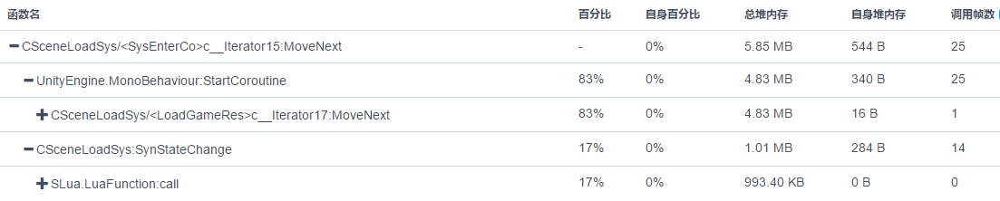 函数名 百分比 自身百分比 总堆内存 自身堆内存 调用帧数
CSceneLoadSys/<SysEnterCo>c__Iterator15:MoveNext - 0% 5.85 MB 544 B 25
UnityEngine.MonoBehaviour:StartCoroutine 83% 0% 4.83 MB 340 B 25
CSceneLoadSys/<LoadGameRes>c__Iterator17:MoveNext 83% 0% 4.83 MB 16 B 1
CSceneLoadSys:SynStateChange 17% 0% 1.01 MB 284 B 14
SLua.LuaFunction:call 17% 0% 993.40 KB 0 B 0